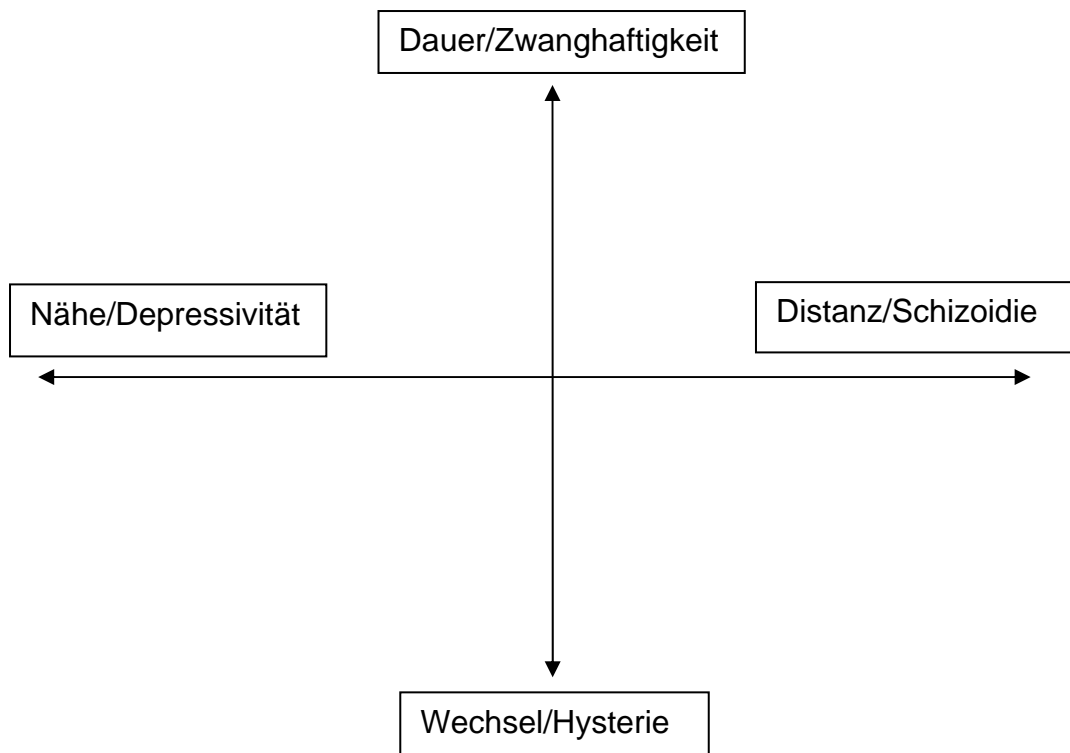 Dauer/Zwanghaftigkeit
Nähe/Depressivität
Distanz/Schizoidie
Wechsel/Hysterie